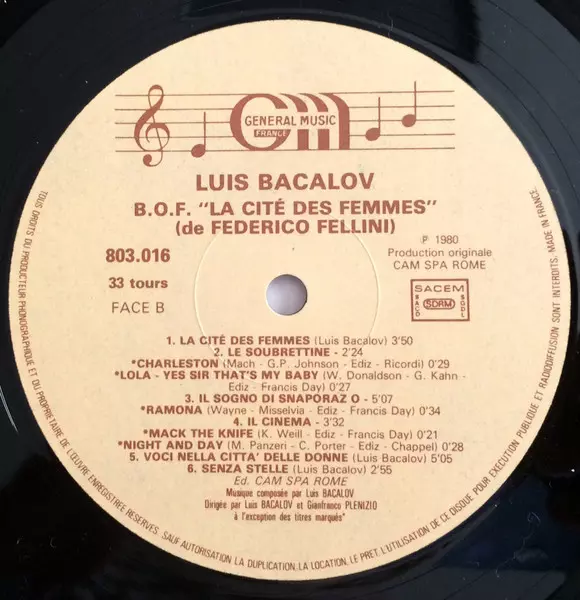 GENERAL MUSIC
FRANCE
LUIS BACALOV
B.O.F. "LA CITÉ DES FEMMES"
(de FEDERICO FELLINI)
803.016
33 tours
FACE B
℗ 1980
Production originale
CAM SPA ROME
SACEM
SACD SDRM SGDL
1. LA CITÉ DES FEMMES (Luis Bacalov) 3'50
2. LE SOUBRETTINE - 2'24
*CHARLESTON (Mach - G.P. Johnson - Ediz - Ricordi) 0'29
*LOLA - YES SIR THAT'S MY BABY (W. Donaldson - G. Kahn -
Ediz - Francis Day) 0'27
3. IL SOGNO DI SNAPORAZ O - 5'07
*RAMONA (Wayne - Misselvia - Ediz - Francis Day) 0'34
4. IL CINEMA - 3'32
*MACK THE KNIFE (K. Weill - Ediz - Francis Day) 0'21
*NIGHT AND DAY (M. Panzeri - C. Porter - Ediz - Chappel) 0'28
5. VOCI NELLA CITTA' DELLE DONNE (Luis Bacalov) 5'05
6. SENZA STELLE (Luis Bacalov) 2'55
Ed. CAM SPA ROME
Musique composée par Luis BACALOV
Dirigée par Luis BACALOV et Gianfranco PLENIZIO
à l'exception des titres marqués*
TOUS DROITS DU PRODUCTEUR PHONOGRAPHIQUE ET DU PROPRIETAIRE DE L'ŒUVRE ENREGISTREE RESERVES. SAUF AUTORISATION LA DUPLICATION, LA LOCATION, LE PRET, L'UTILISATION DE CE DISQUE POUR EXECUTION PUBLIQUE ET RADIODIFFUSION SONT INTERDITES. MADE IN FRANCE.